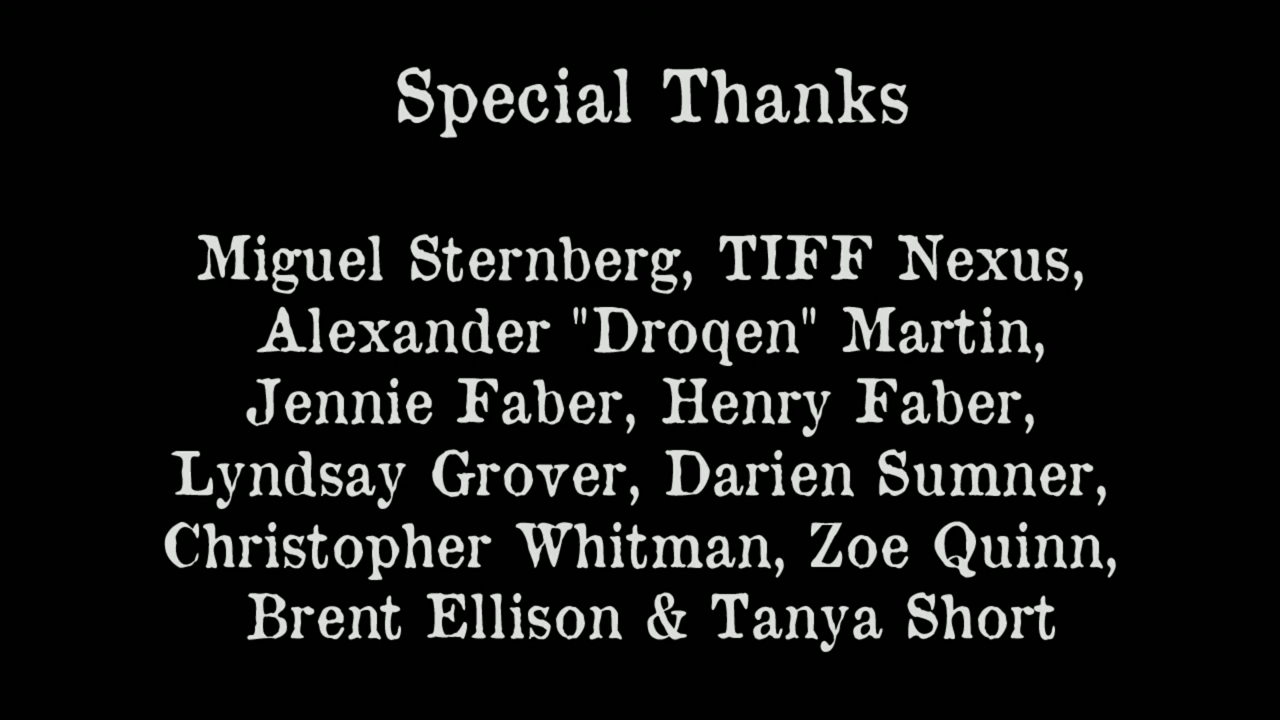 Special Thanks
Miguel Sternberg, TIFF Nexus,
Alexander "Droqen" Martin,
Jennie Faber, Henry Faber,
Lyndsay Grover, Darien Sumner,
Christopher Whitman, Zoe Quinn,
Brent Ellison & Tanya Short